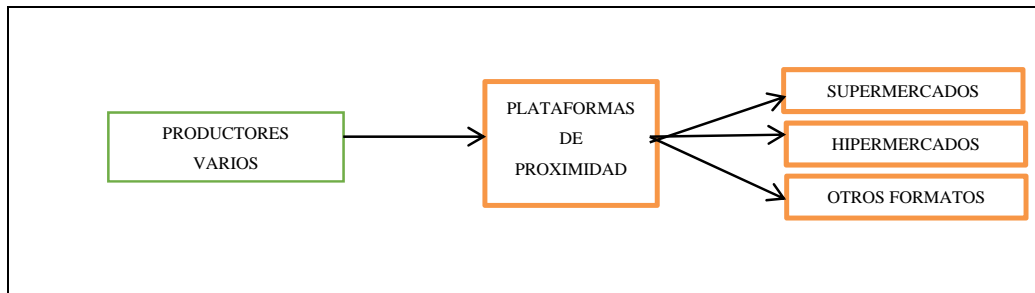 PRODUCTORES
VARIOS
PLATAFORMAS
DE
PROXIMIDAD
SUPERMERCADOS
HIPERMERCADOS
OTROS FORMATOS